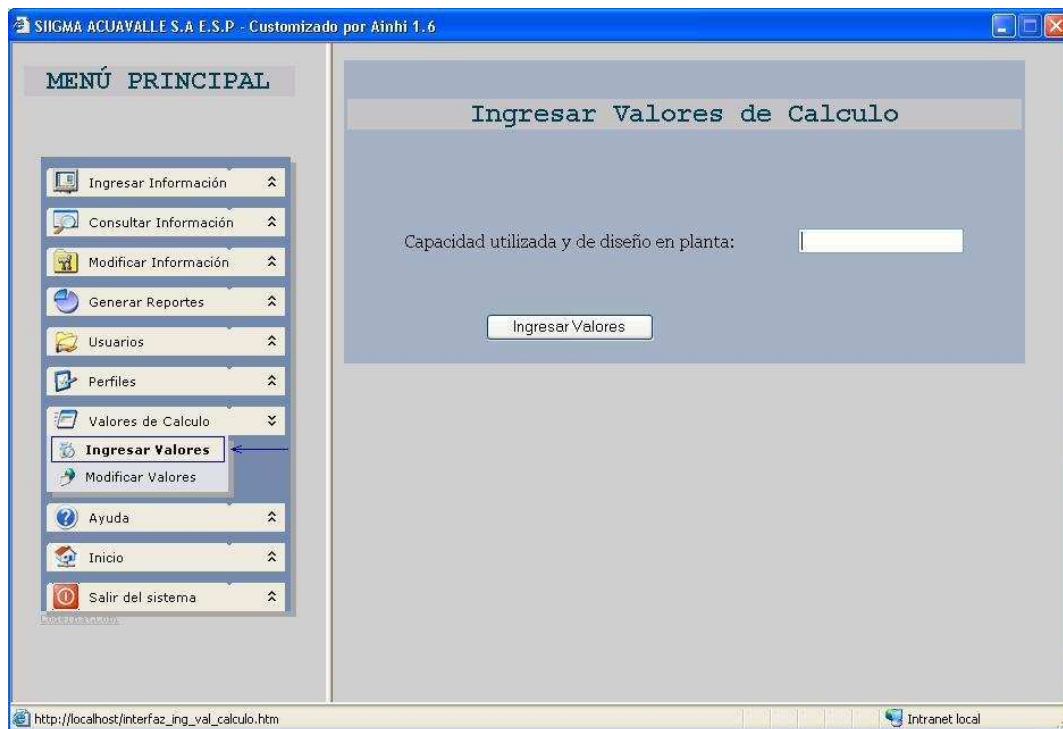 SIIGMA ACUAVALLE S.A E.S.P - Customizado por Ainhi 1.6
MENÚ PRINCIPAL
Ingresar Información
Consultar Información
Modificar Información
Generar Reportes
Usuarios
Perfiles
Valores de Calculo
Ingresar Valores
Modificar Valores
Ayuda
Inicio
Salir del sistema
Ingresar Valores de Calculo
Capacidad utilizada y de diseño en planta:
Ingresar Valores
http://localhost/interfaz_ing_val_calculo.htm
Intranet local